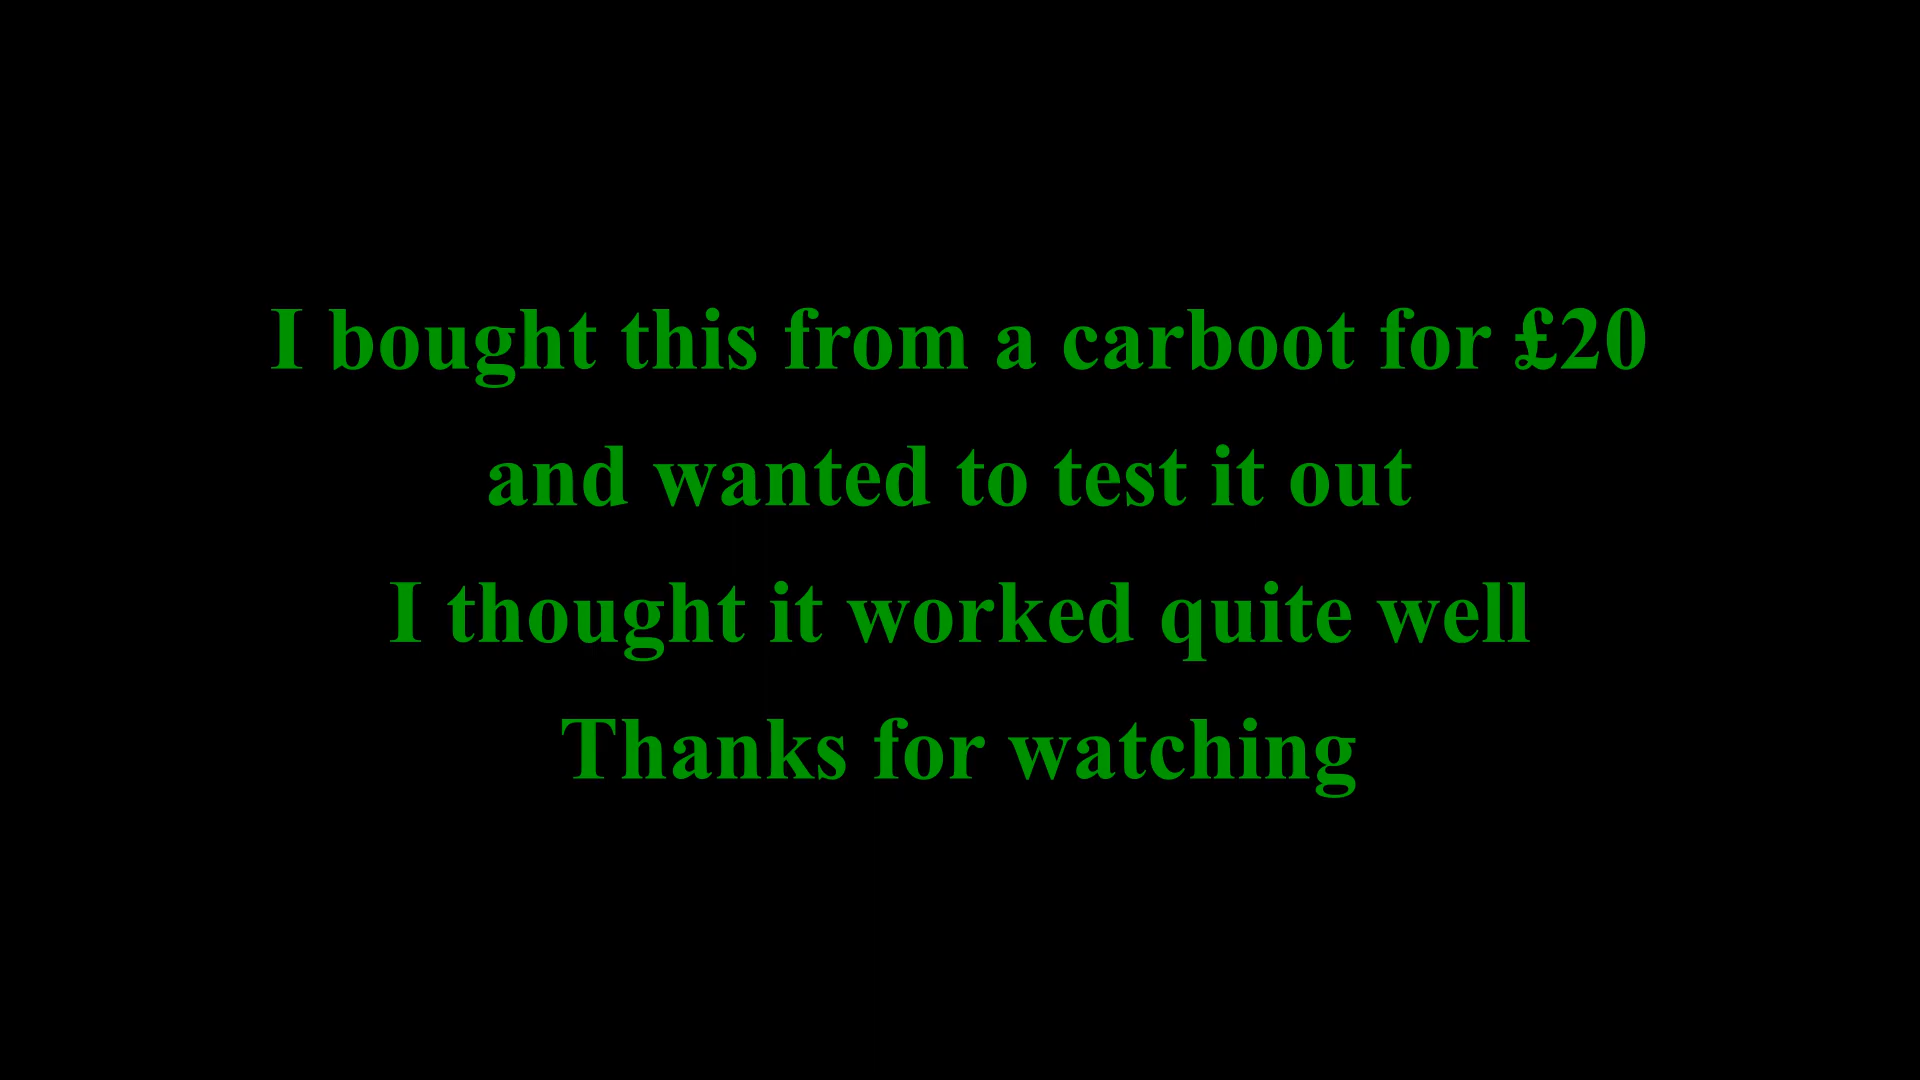 I bought this from a carboot for £20
and wanted to test it out
I thought it worked quite well
Thanks for watching